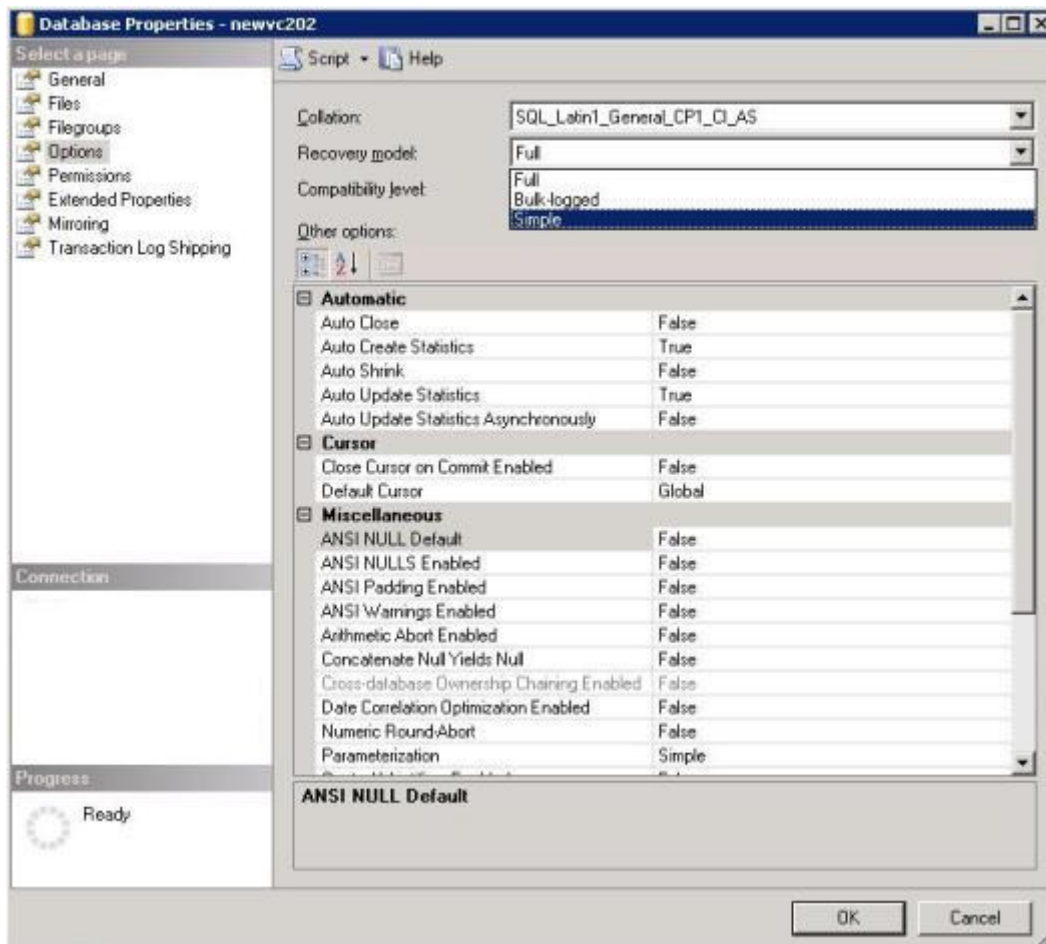 Database Properties - newvc202
Select a page
General
Files
Filegroups
Options
Permissions
Extended Properties
Mirroring
Transaction Log Shipping
Connection
Progress
Ready
Script Help
Collation: SQL_Latin1_General_CP1_CI_AS
Recovery model: Full
Full
Bulk-logged
Simple
Compatibility level:
Other options:
Automatic
Auto Close False
Auto Create Statistics True
Auto Shrink False
Auto Update Statistics True
Auto Update Statistics Asynchronously False
Cursor
Close Cursor on Commit Enabled False
Default Cursor Global
Miscellaneous
ANSI NULL Default False
ANSI NULLS Enabled False
ANSI Padding Enabled False
ANSI Warnings Enabled False
Arithmetic Abort Enabled False
Concatenate Null Yields Null False
Cross-database Ownership Chaining Enabled False
Date Correlation Optimization Enabled False
Numeric Round-Abort False
Parameterization Simple
ANSI NULL Default
OK Cancel